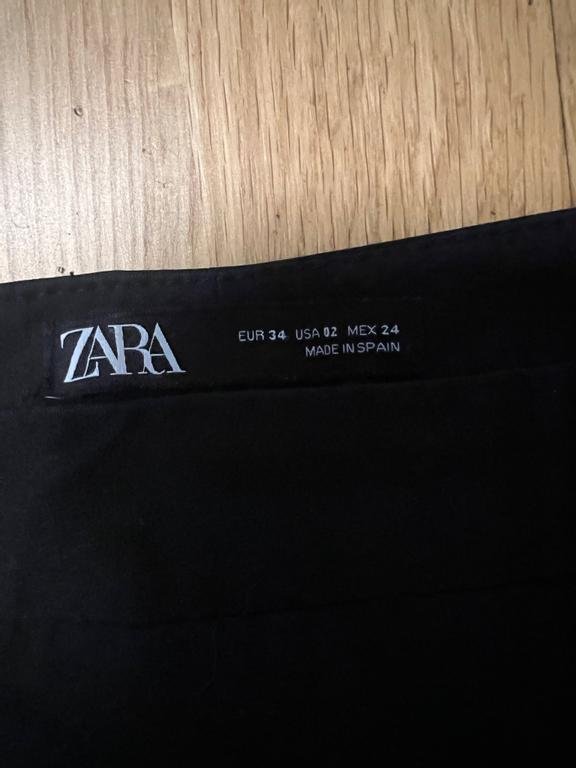 ZARA
EUR 34 USA 02 MEX 24
MADE IN SPAIN